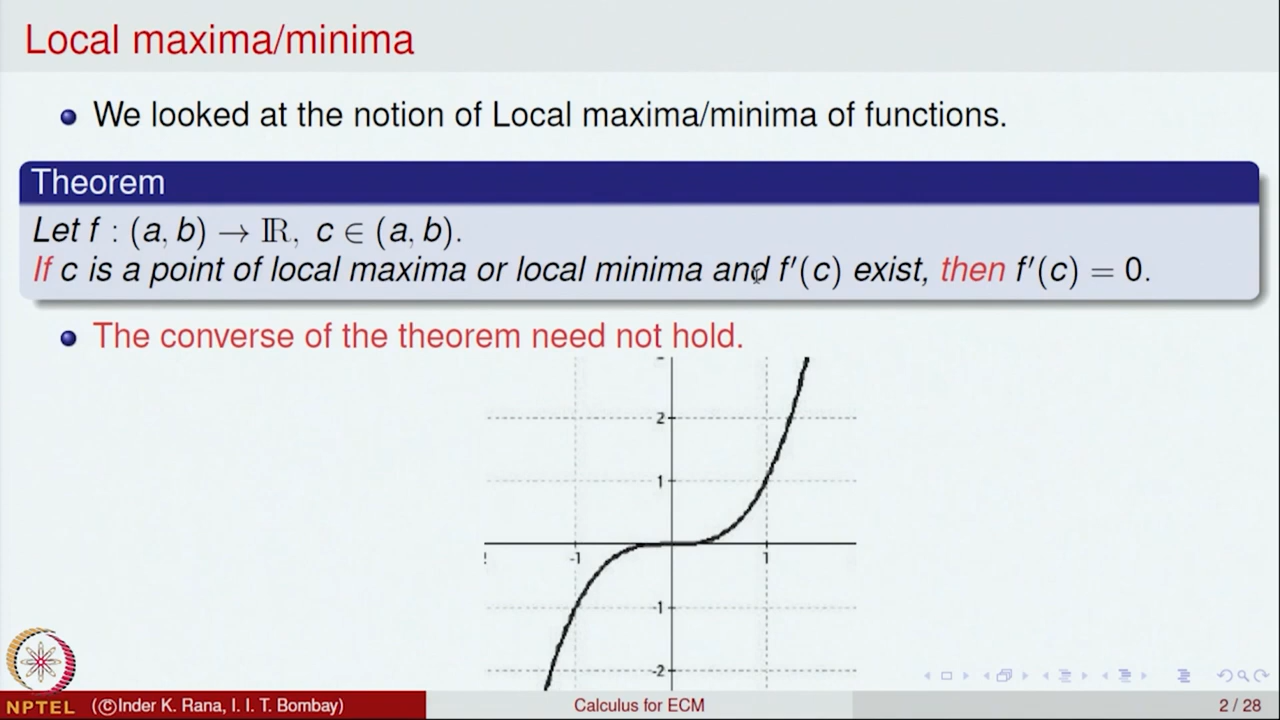 Local maxima/minima
We looked at the notion of Local maxima/minima of functions.
Theorem
Let f : (a, b) → ℝ, c ∈ (a, b).
If c is a point of local maxima or local minima and f′(c) exist, then f′(c) = 0.
The converse of the theorem need not hold.
2
1
-1 1
-1
-2
NPTEL (©Inder K. Rana, I. I. T. Bombay) Calculus for ECM 2 / 28